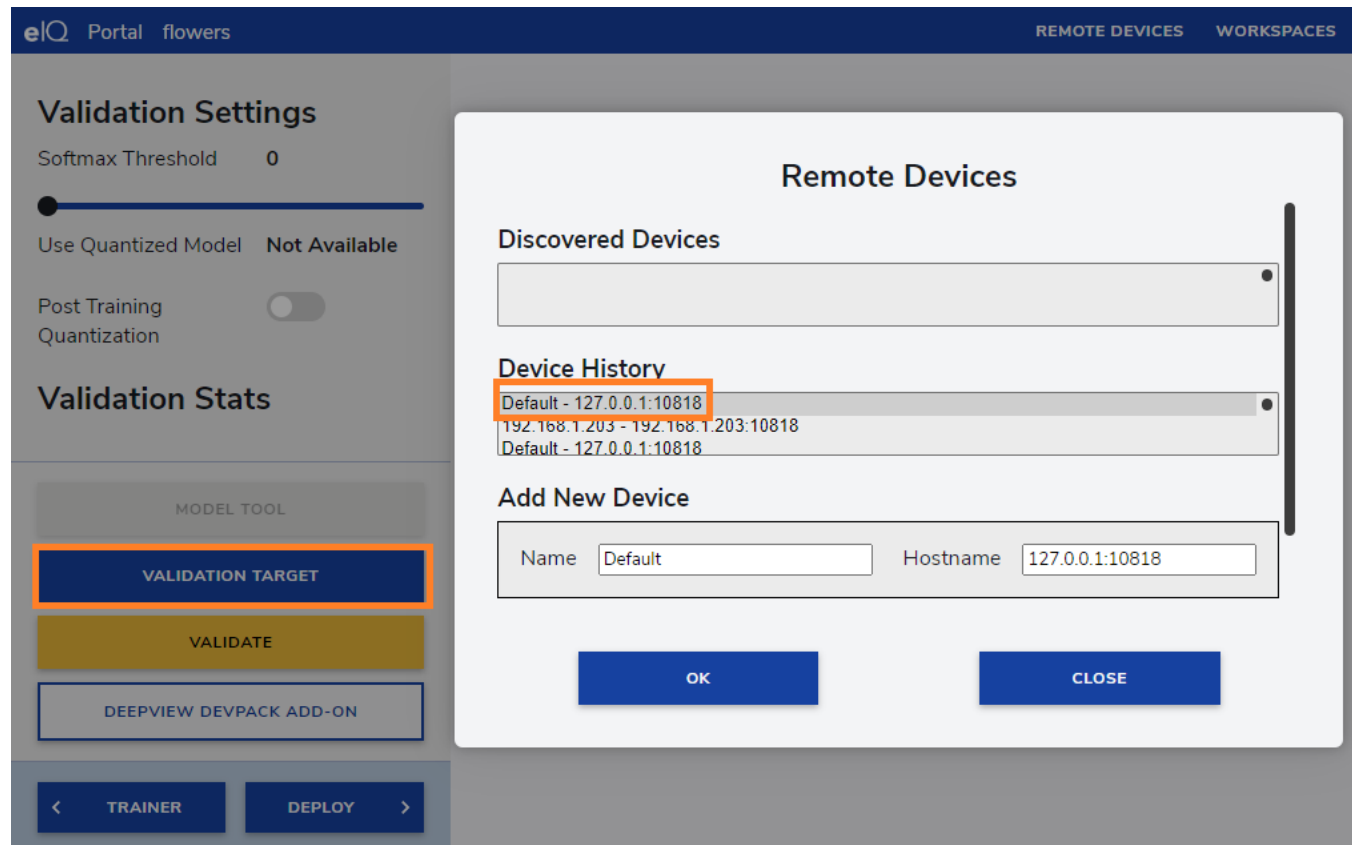 eIQ Portal flowers REMOTE DEVICES WORKSPACES
Validation Settings
Softmax Threshold 0
Use Quantized Model Not Available
Post Training
Quantization
Validation Stats
MODEL TOOL
VALIDATION TARGET
VALIDATE
DEEPVIEW DEVPACK ADD-ON
< TRAINER
DEPLOY >
Remote Devices
Discovered Devices
Device History
Default - 127.0.0.1:10818
192.168.1.203 - 192.168.1.203:10818
Default - 127.0.0.1:10818
Add New Device
Name Default Hostname 127.0.0.1:10818
OK
CLOSE